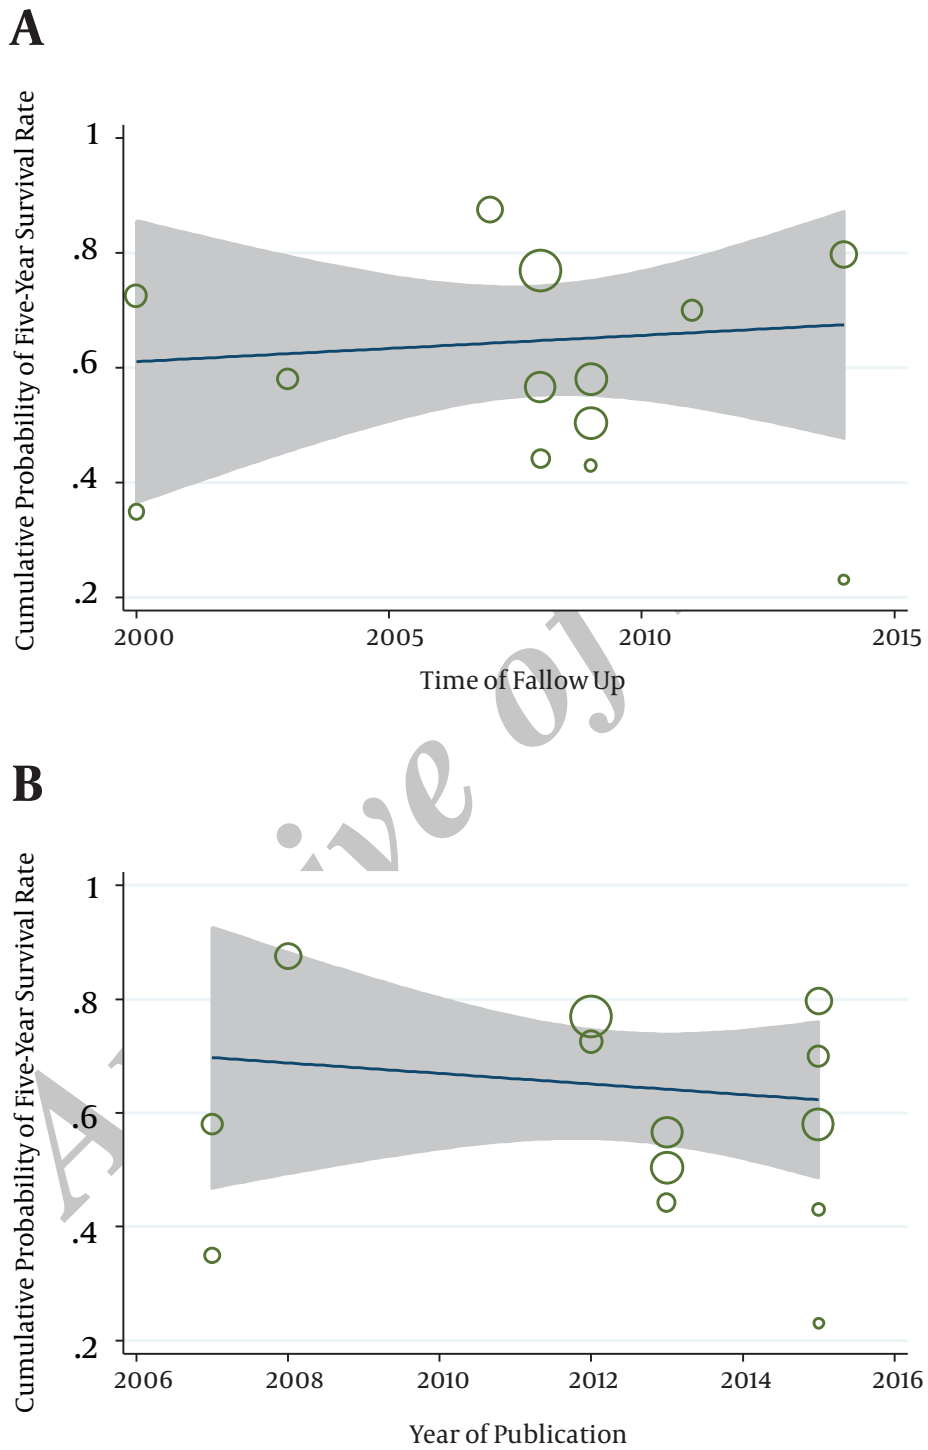 A
Cumulative Probability of Five-Year Survival Rate
1
.8
.6
.4
.2
2000 2005 2010 2015
Time of Fallow Up
ive of
B
Cumulative Probability of Five-Year Survival Rate
1
.8
.6
.4
.2
A
2006 2008 2010 2012 2014 2016
Year of Publication